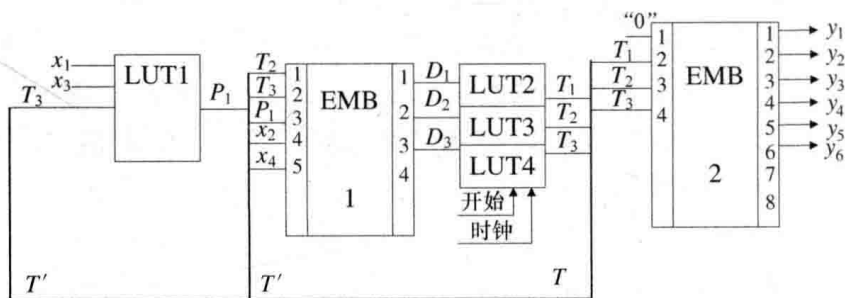 x₁
x₃
T₃
LUT1
P₁
T₂
T₃
P₁
x₂
x₄
1
2
3
4
5
EMB
1
1
2
3
4
D₁
D₂
D₃
LUT2
LUT3
LUT4
开始
时钟
T₁
T₂
T₃
“0”
T₁
T₂
T₃
1
2
3
4
EMB
2
1
2
3
4
5
6
7
8
y₁
y₂
y₃
y₄
y₅
y₆
T′
T′
T